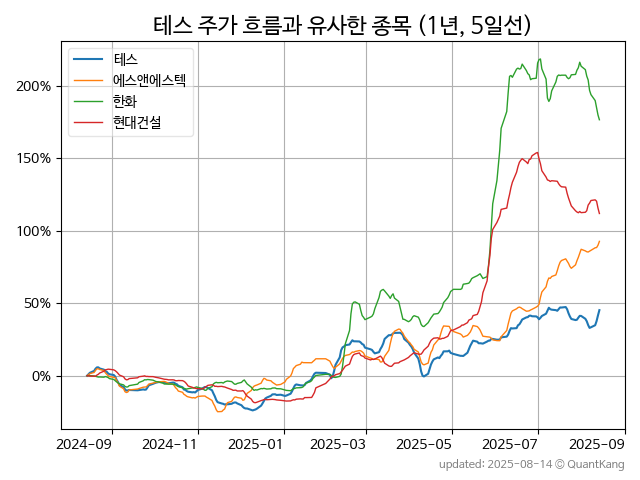 테스 주가 흐름과 유사한 종목 (1년, 5일선)
테스
에스앤에스텍
한화
현대건설
200%
150%
100%
50%
0%
2024-09 2024-11 2025-01 2025-03 2025-05 2025-07 2025-09
updated: 2025-08-14 © QuantKang